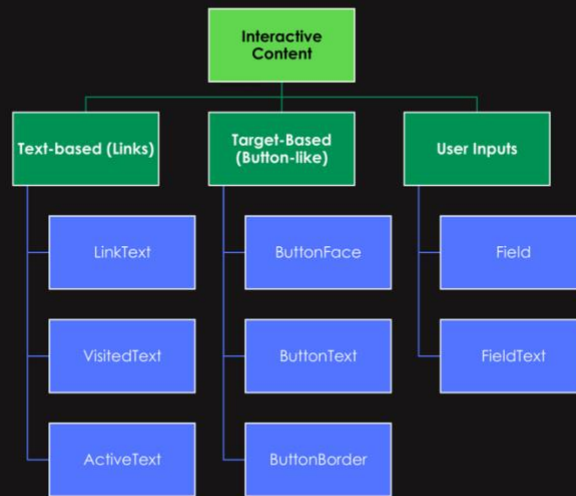 Interactive
Content
Text-based (Links)
Target-Based
(Button-like)
User Inputs
LinkText
ButtonFace
Field
VisitedText
ButtonText
FieldText
ActiveText
ButtonBorder